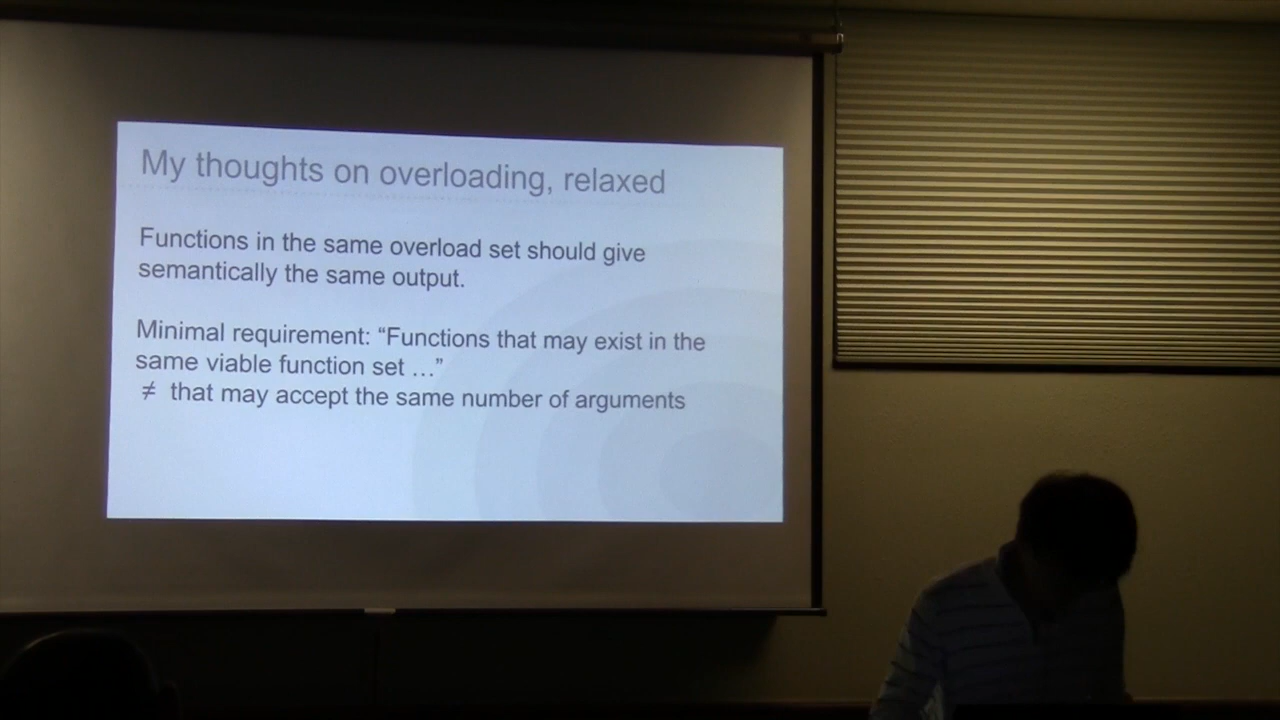 My thoughts on overloading, relaxed
Functions in the same overload set should give
semantically the same output.
Minimal requirement: “Functions that may exist in the
same viable function set …”
≠ that may accept the same number of arguments